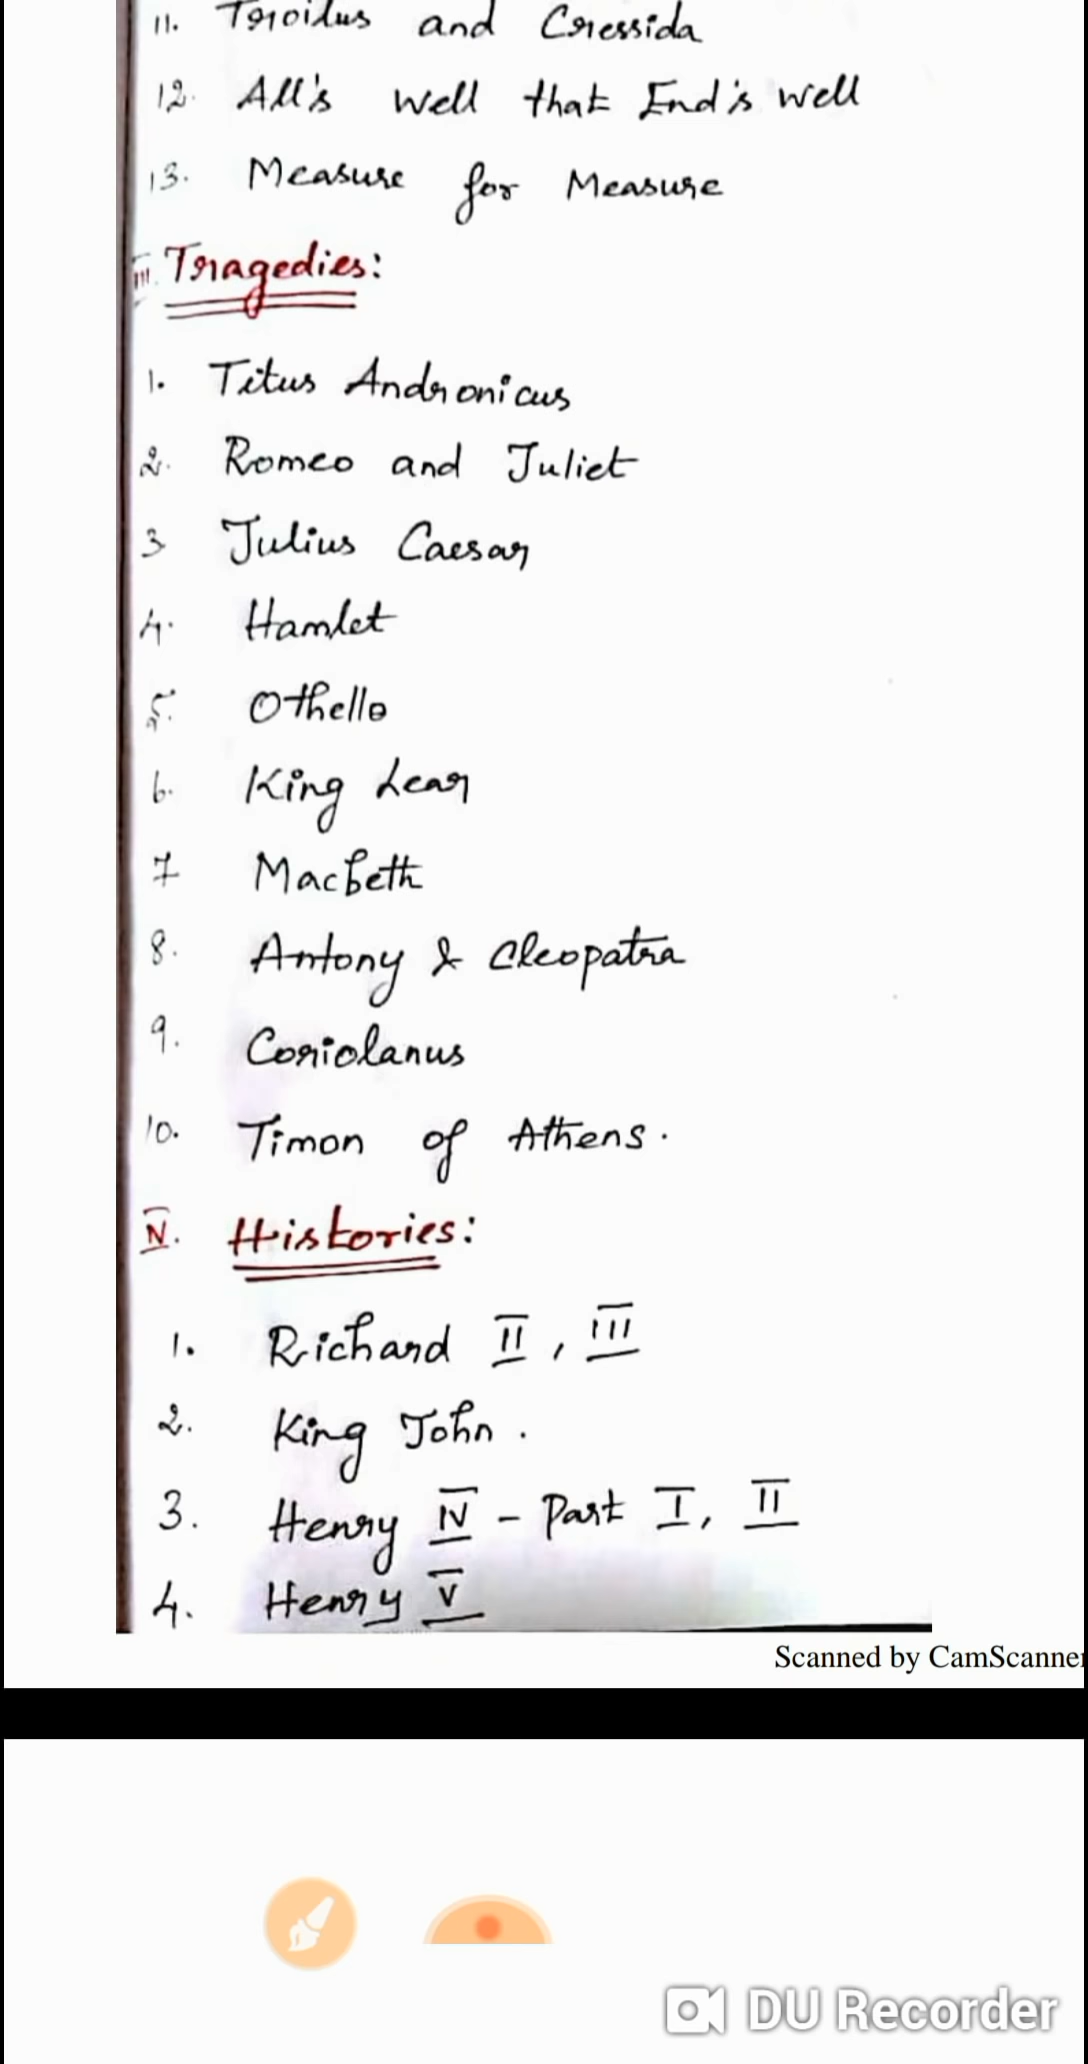 11. Troilus and Cressida
12. All's well that End's well
13. Measure for Measure
III. Tragedies:
1. Titus Andronicus
2. Romeo and Juliet
3 Julius Caesar
4. Hamlet
5. Othello
6. King Lear
7 Macbeth
8. Antony & Cleopatra
9. Coriolanus
10. Timon of Athens.
IV. Histories:
1. Richard II, III
2. King John.
3. Henry IV - Part I, II
4. Henry V
Scanned by CamScanner
DU Recorder